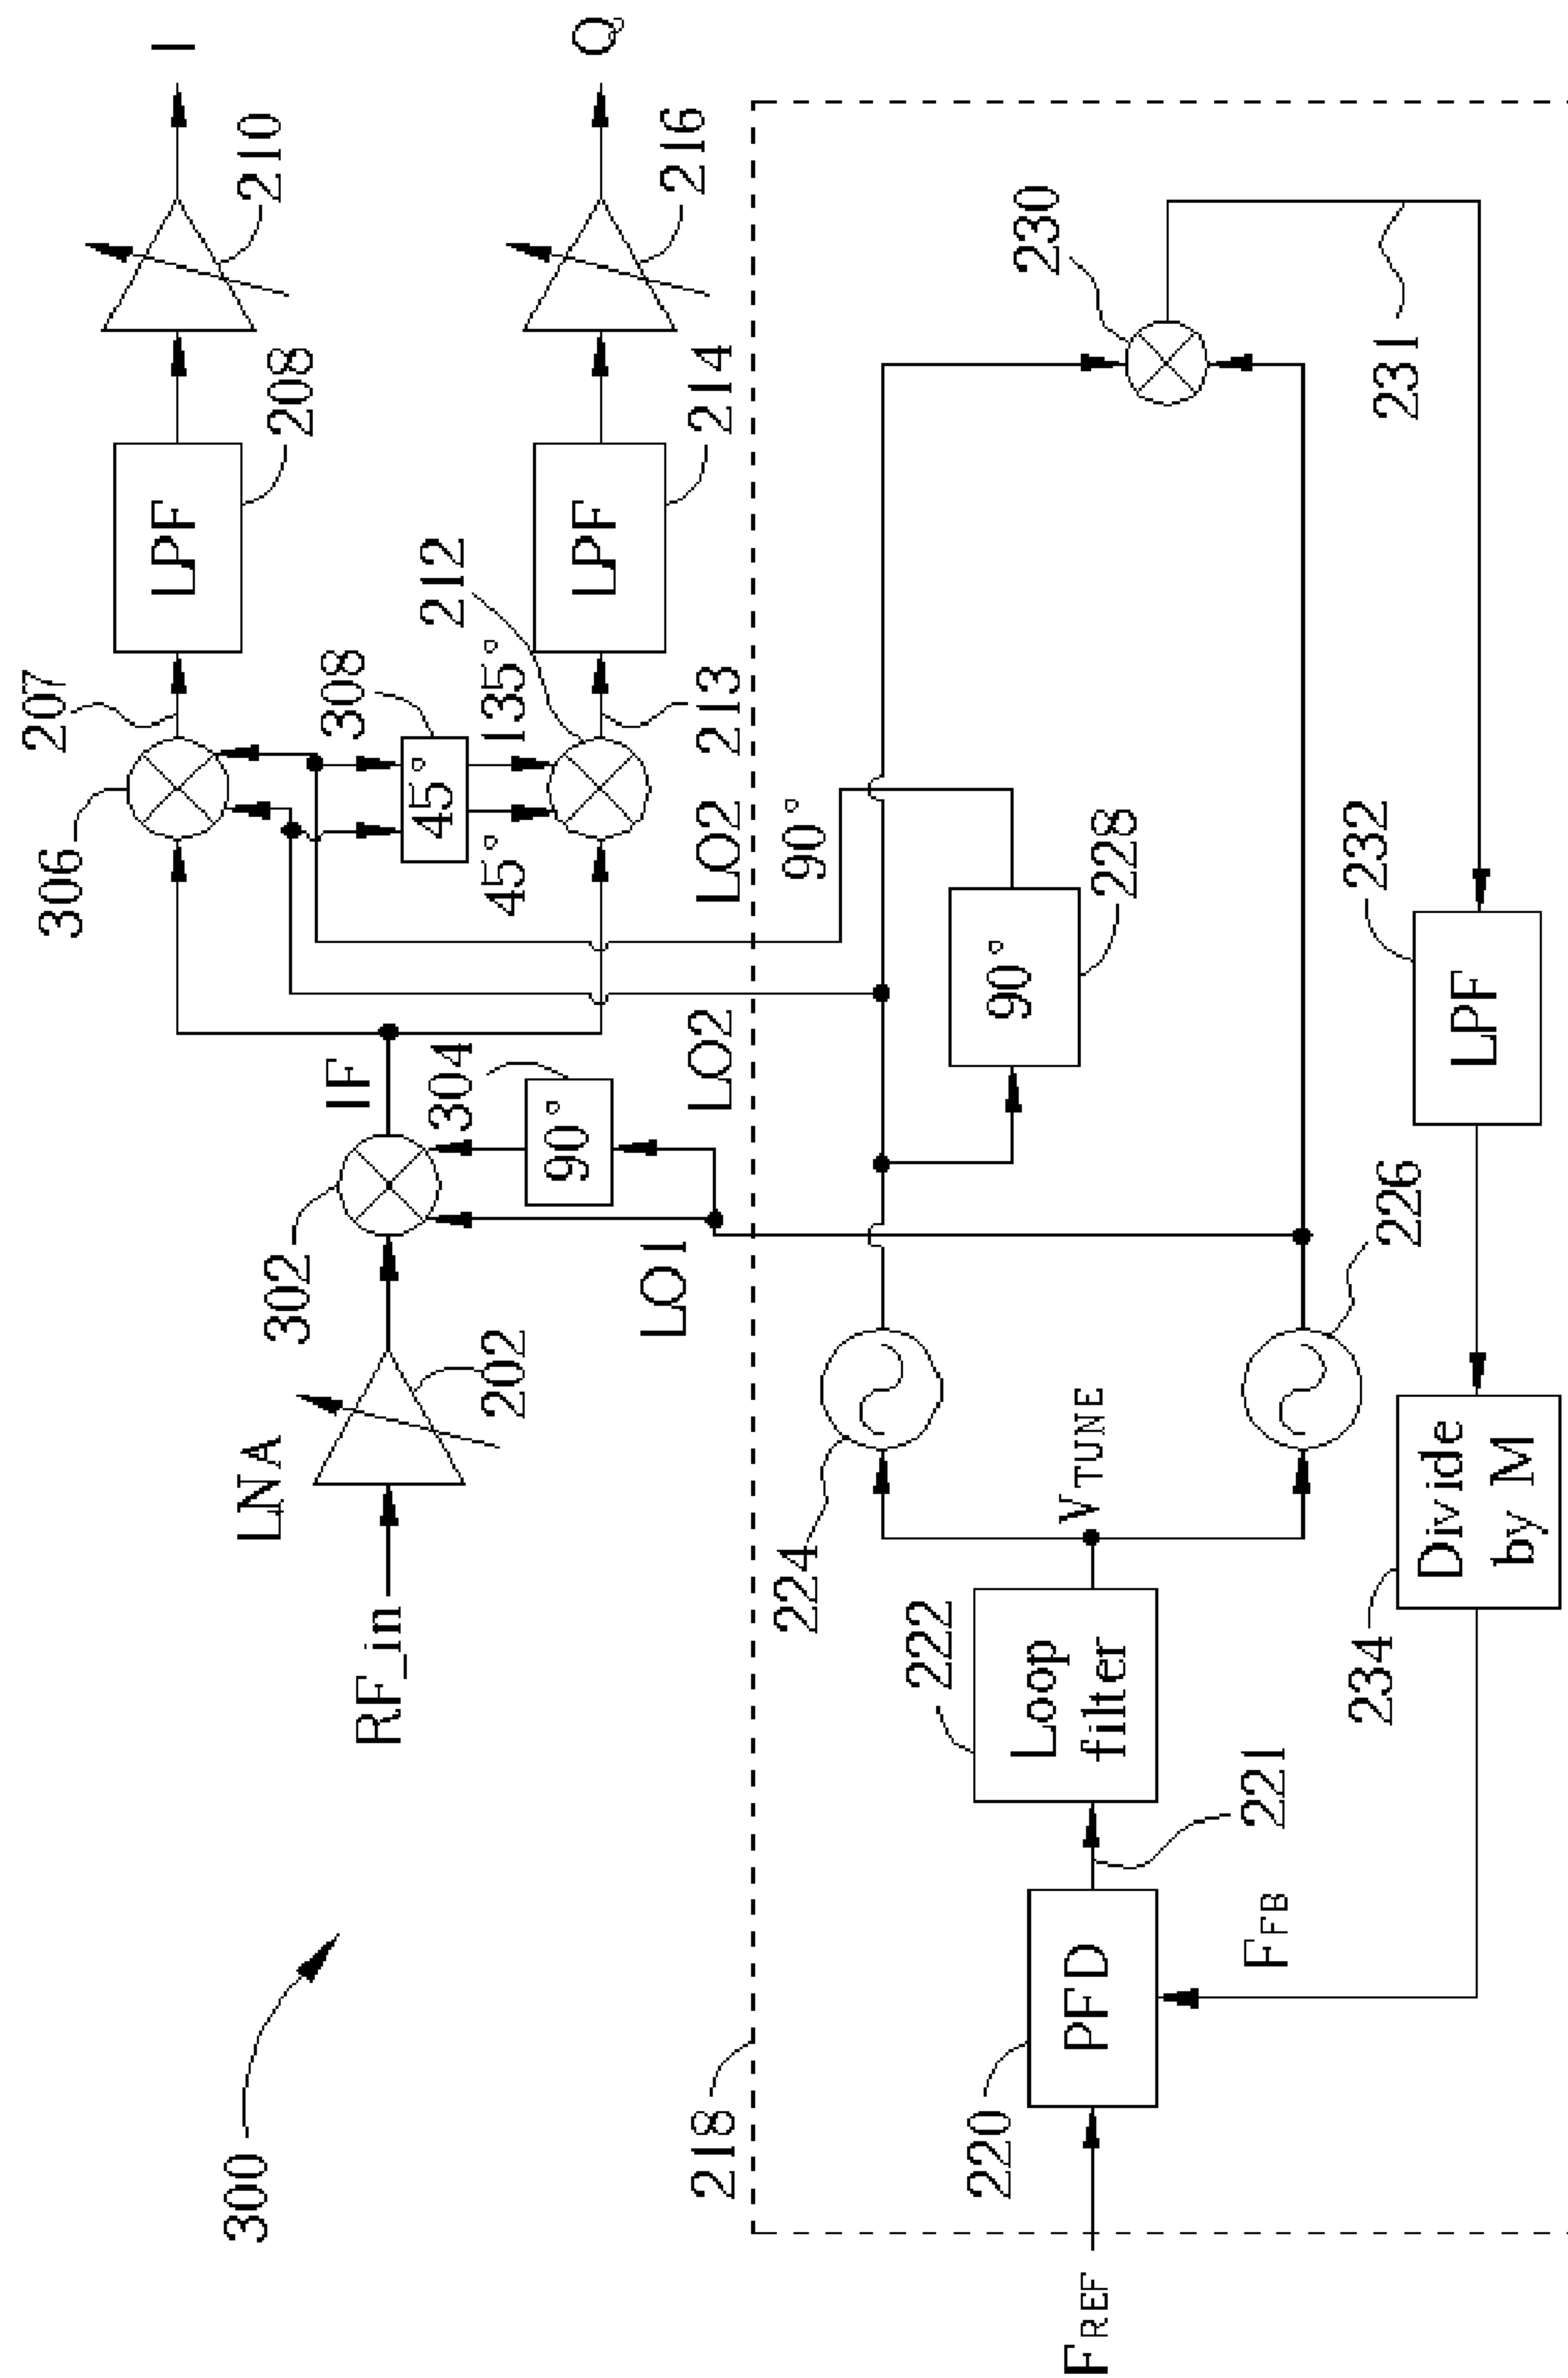 300
RF_in
LNA
202
302
LO1
304
90°
IF
LO2
306
207
308
45°
45°
135°
212
213
LO2
90°
LPF
208
LPF
214
210
216
I
Q
218
FREF
220
PFD
221
222
Loop
filter
VTUNE
224
226
90°
228
230
231
232
LPF
234
Divide
by M
FFB